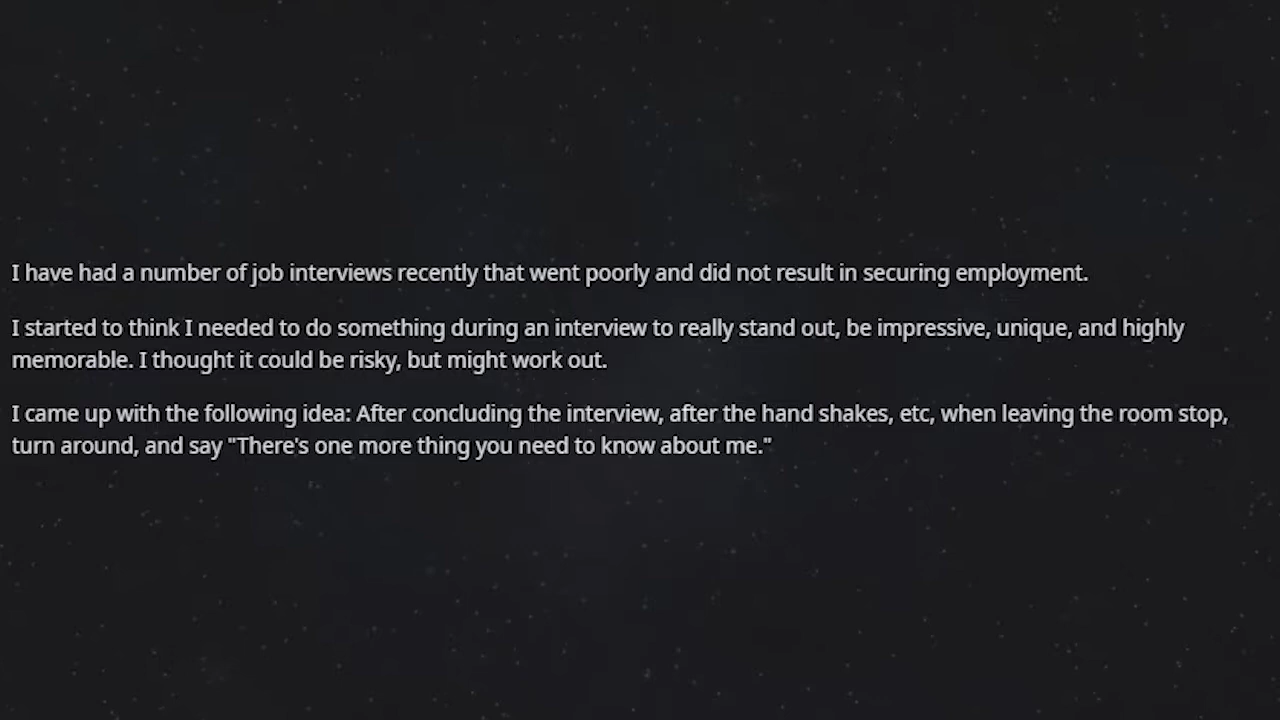 I have had a number of job interviews recently that went poorly and did not result in securing employment.
I started to think I needed to do something during an interview to really stand out, be impressive, unique, and highly
memorable. I thought it could be risky, but might work out.
I came up with the following idea: After concluding the interview, after the hand shakes, etc, when leaving the room stop,
turn around, and say "There's one more thing you need to know about me."